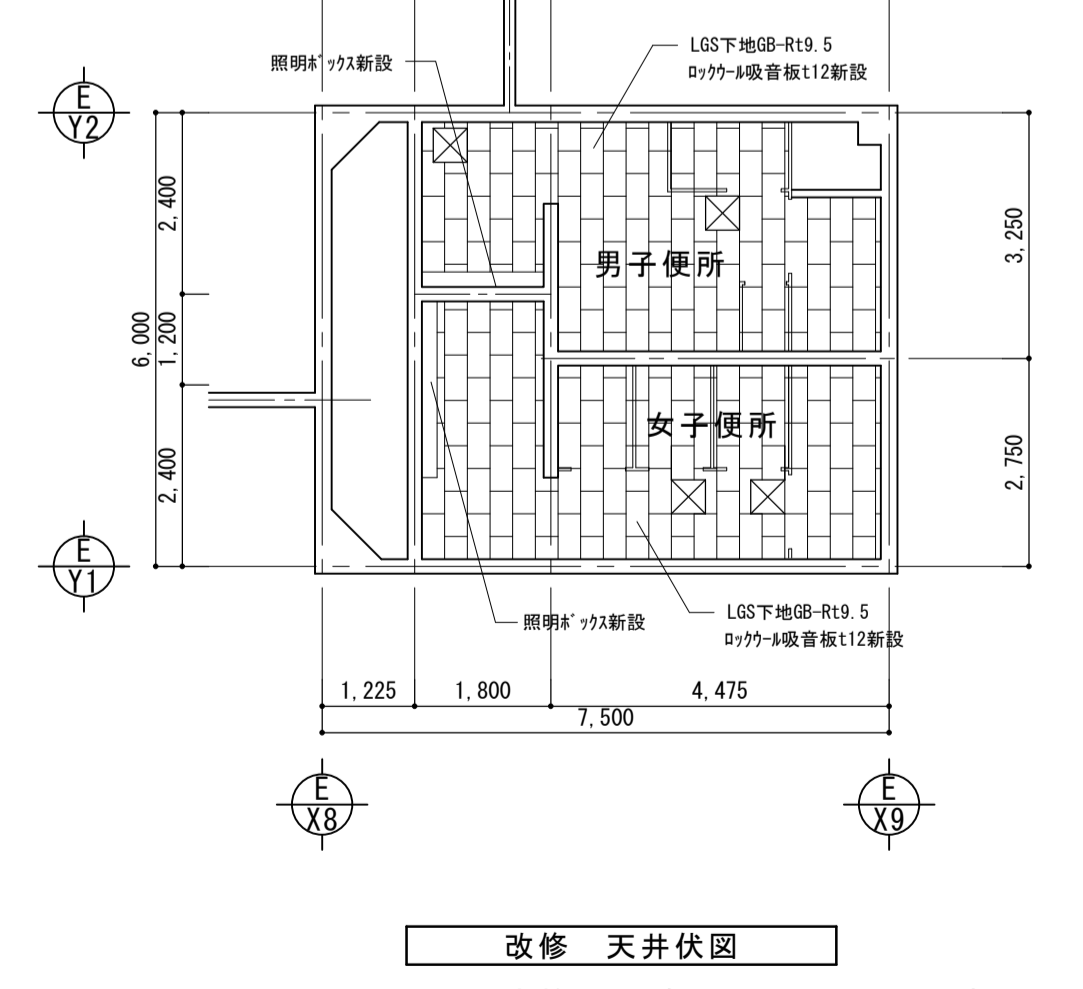 照明ボックス新設
LGS下地GB-Rt9.5
ロックウール吸音板t12新設
E
Y2
2,400
3,250
男子便所
6,000
1,200
女子便所
2,400
2,750
E
Y1
照明ボックス新設
LGS下地GB-Rt9.5
ロックウール吸音板t12新設
1,225
1,800
4,475
7,500
E
X8
E
X9
改修 天井伏図